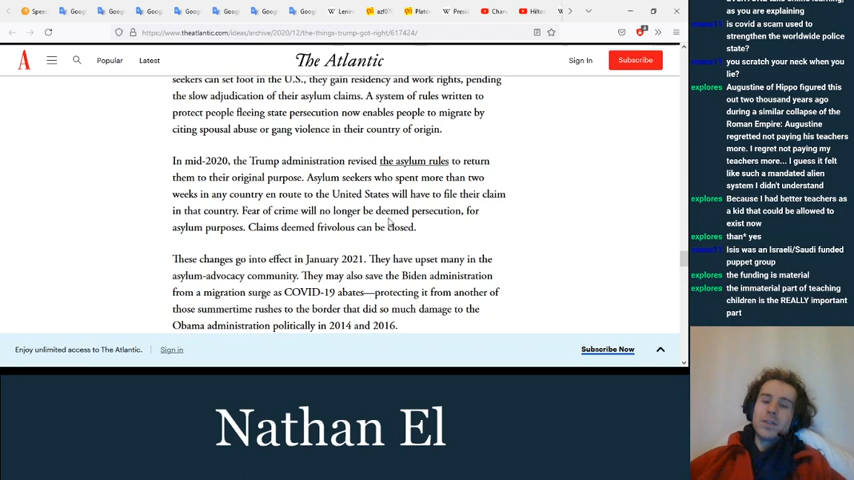 Spen
Googl
Googl
Googl
Googl
Googl
Googl
Googl
Lenin
azf07
Plato
Presi
Chan
Hilto
https://www.theatlantic.com/ideas/archive/2020/12/the-things-trump-got-right/617424/
Popular
Latest
The Atlantic
Sign In
Subscribe
seekers can set foot in the U.S., they gain residency and work rights, pending
the slow adjudication of their asylum claims. A system of rules written to
protect people fleeing state persecution now enables people to migrate by
citing spousal abuse or gang violence in their country of origin.
In mid-2020, the Trump administration revised the asylum rules to return
them to their original purpose. Asylum seekers who spent more than two
weeks in any country en route to the United States will have to file their claim
in that country. Fear of crime will no longer be deemed persecution, for
asylum purposes. Claims deemed frivolous can be closed.
These changes go into effect in January 2021. They have upset many in the
asylum-advocacy community. They may also save the Biden administration
from a migration surge as COVID-19 abates—protecting it from another of
those summertime rushes to the border that did so much damage to the
Obama administration politically in 2014 and 2016.
Enjoy unlimited access to The Atlantic.
Sign in
Subscribe Now
Nathan El
as you are explaining
is covid a scam used to
strengthen the worldwide police
state?
you scratch your neck when you
lie?
explores Augustine of Hippo figured this
out two thousand years ago
during a similar collapse of the
Roman Empire: Augustine
regretted not paying his teachers
more. I regret not paying my
teachers more... I guess it felt
like such a mandated alien
system I didn't understand
explores Because I had better teachers as
a kid that could be allowed to
exist now
explores than* yes
Isis was an Israeli/Saudi funded
puppet group
explores the funding is material
explores the immaterial part of teaching
children is the REALLY important
part